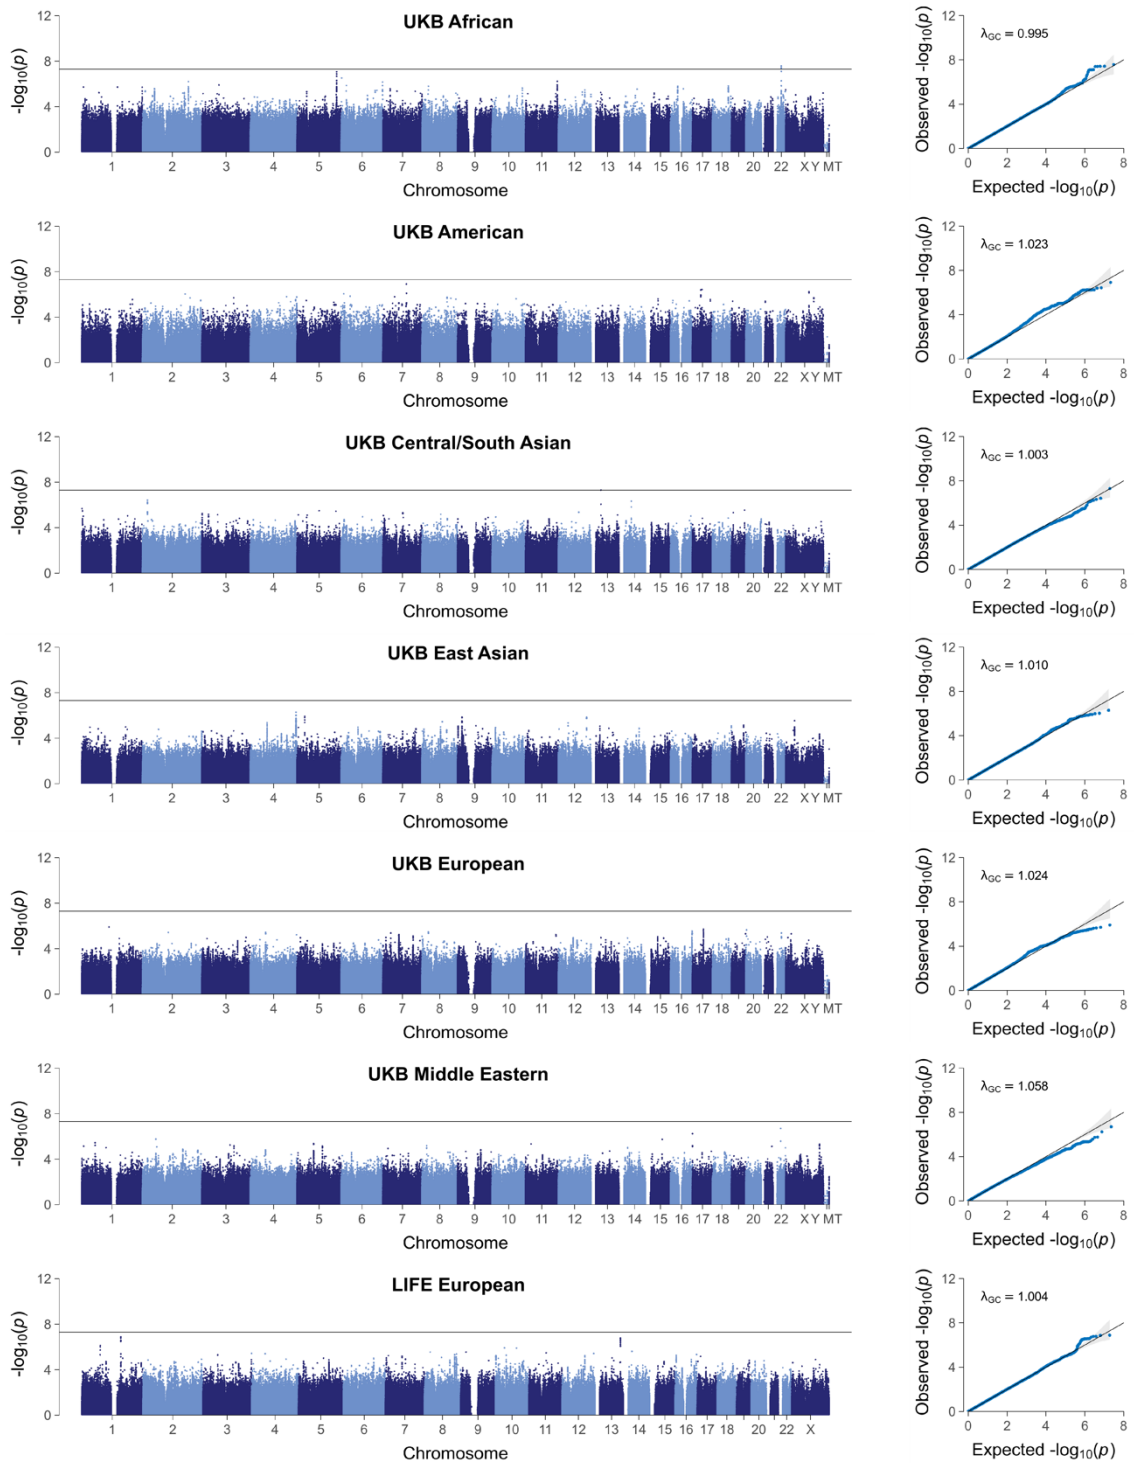 UKB African
12
8
4
0
-log10(p)
1 2 3 4 5 6 7 8 9 10 11 12 13 14 15 16 17 18 20 22 X Y MT
Chromosome
λGC = 0.995
12
8
4
0
Observed -log10(p)
0 2 4 6 8
Expected -log10(p)
UKB American
12
8
4
0
-log10(p)
1 2 3 4 5 6 7 8 9 10 11 12 13 14 15 16 17 18 20 22 X Y MT
Chromosome
λGC = 1.023
12
8
4
0
Observed -log10(p)
0 2 4 6 8
Expected -log10(p)
UKB Central/South Asian
12
8
4
0
-log10(p)
1 2 3 4 5 6 7 8 9 10 11 12 13 14 15 16 17 18 20 22 X Y MT
Chromosome
λGC = 1.003
12
8
4
0
Observed -log10(p)
0 2 4 6 8
Expected -log10(p)
UKB East Asian
12
8
4
0
-log10(p)
1 2 3 4 5 6 7 8 9 10 11 12 13 14 15 16 17 18 20 22 X Y MT
Chromosome
λGC = 1.010
12
8
4
0
Observed -log10(p)
0 2 4 6 8
Expected -log10(p)
UKB European
12
8
4
0
-log10(p)
1 2 3 4 5 6 7 8 9 10 11 12 13 14 15 16 17 18 20 22 X Y MT
Chromosome
λGC = 1.024
12
8
4
0
Observed -log10(p)
0 2 4 6 8
Expected -log10(p)
UKB Middle Eastern
12
8
4
0
-log10(p)
1 2 3 4 5 6 7 8 9 10 11 12 13 14 15 16 17 18 20 22 X Y MT
Chromosome
λGC = 1.058
12
8
4
0
Observed -log10(p)
0 2 4 6 8
Expected -log10(p)
LIFE European
12
8
4
0
-log10(p)
1 2 3 4 5 6 7 8 9 10 11 12 13 14 15 16 17 18 20 22 X
Chromosome
λGC = 1.004
12
8
4
0
Observed -log10(p)
0 2 4 6 8
Expected -log10(p)